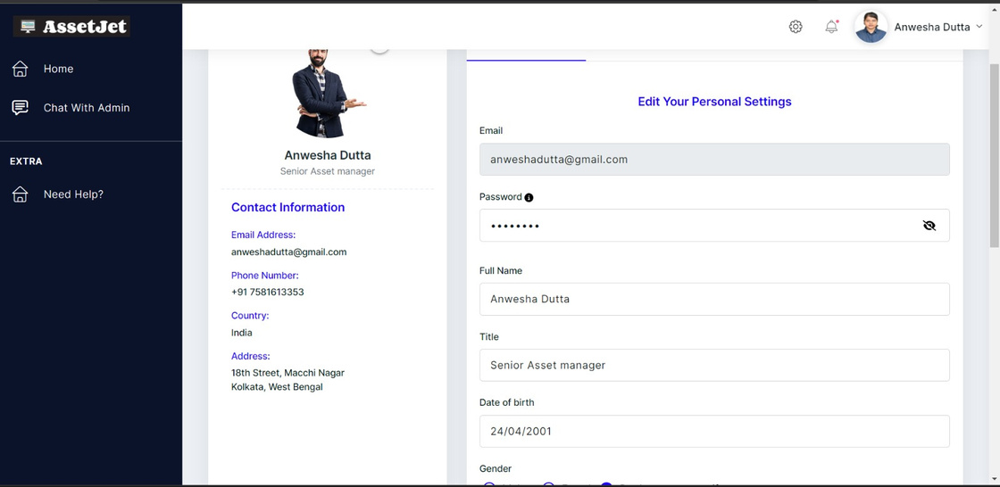 AssetJet
Anwesha Dutta
Home
Chat With Admin
EXTRA
Need Help?
Anwesha Dutta
Senior Asset manager
Contact Information
Email Address:
anweshadutta@gmail.com
Phone Number:
+91 7581613353
Country:
India
Address:
18th Street, Macchi Nagar
Kolkata, West Bengal
Edit Your Personal Settings
Email
anweshadutta@gmail.com
Password
••••••••
Full Name
Anwesha Dutta
Title
Senior Asset manager
Date of birth
24/04/2001
Gender